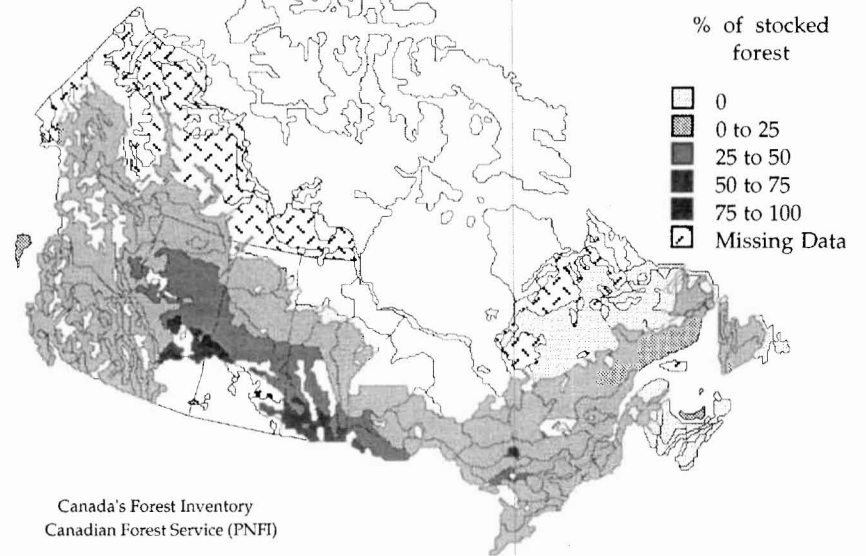 % of stocked
forest
0
0 to 25
25 to 50
50 to 75
75 to 100
Missing Data
Canada's Forest Inventory
Canadian Forest Service (PNFI)